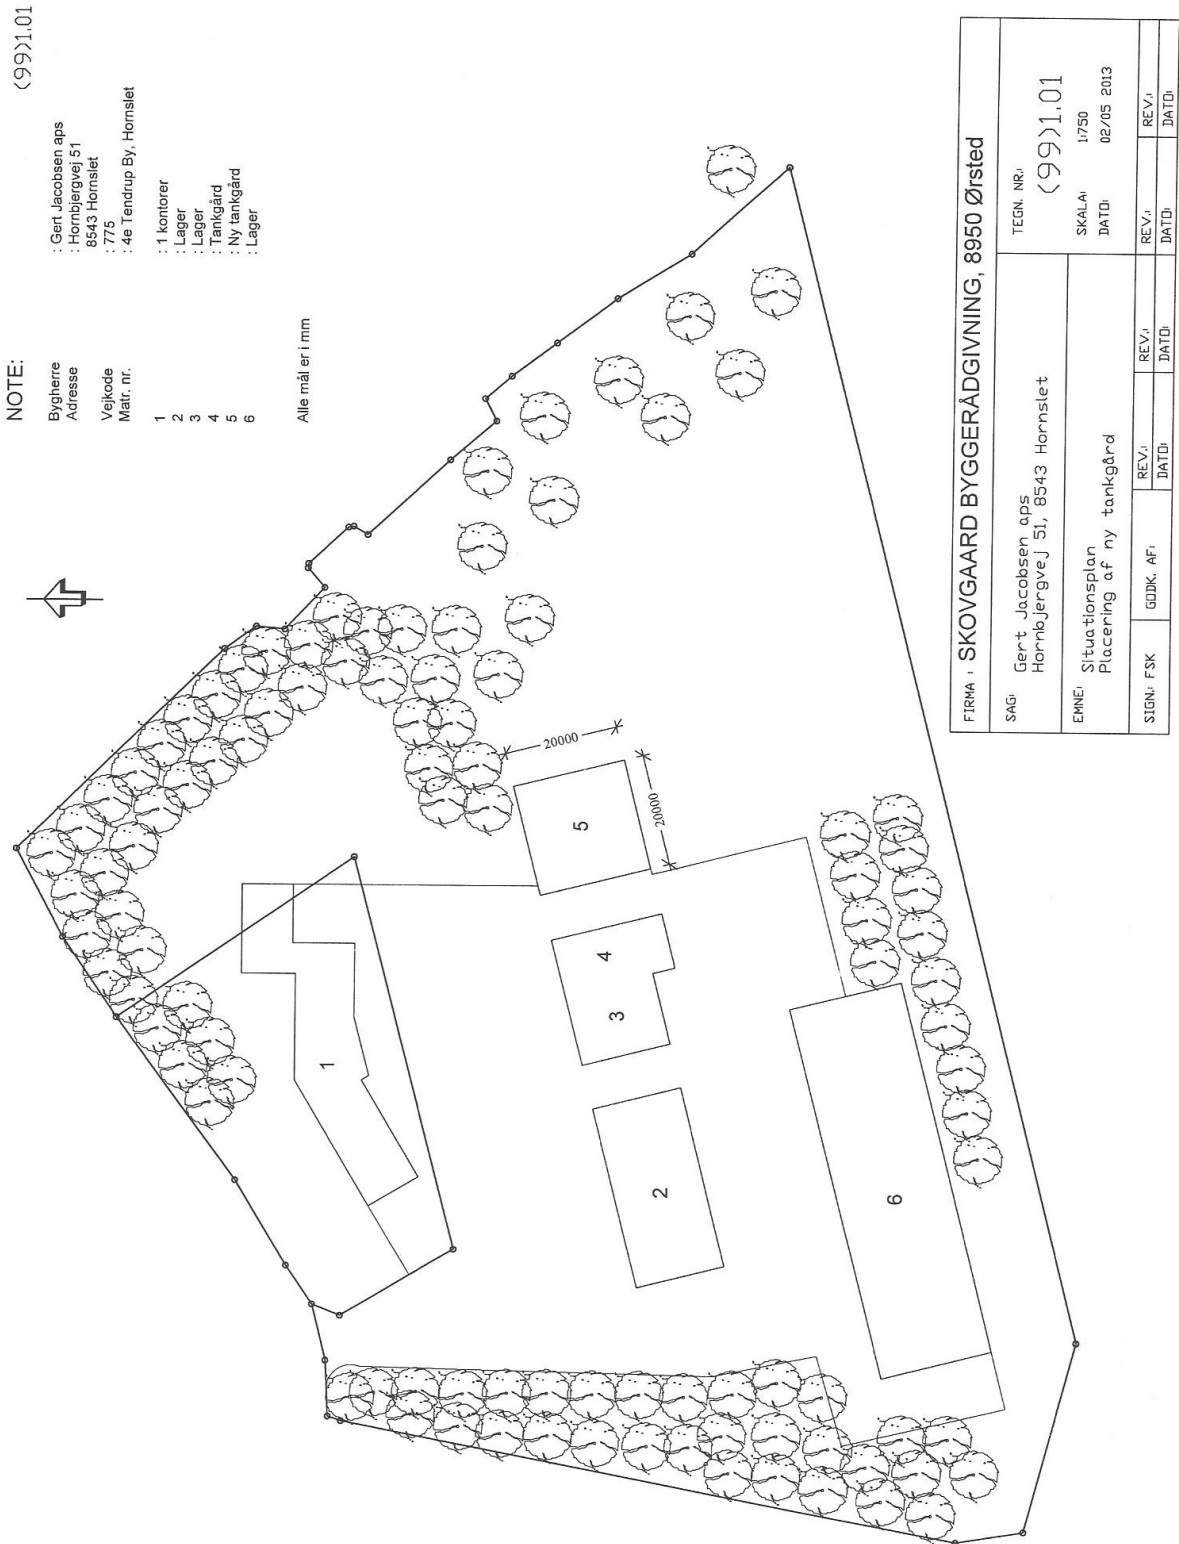 (99)1.01
NOTE:
Bygherre : Gert Jacobsen aps
Adresse : Hornbjergvej 51
8543 Hornslet
Vejkode : 775
Matr. nr. : 4e Tendrup By, Hornslet
1 : 1 kontorer
2 : Lager
3 : Lager
4 : Tankgård
5 : Ny tankgård
6 : Lager
Alle mål er i mm
1
2
3
4
5
6
20000
20000
FIRMA : SKOVGAARD BYGGERÅDGIVNING, 8950 Ørsted
SAG: Gert Jacobsen aps
Hornbjergvej 51, 8543 Hornslet
TEGN. NR.:
(99)1.01
EMNE: Situationsplan
Placering af ny tankgård
SKALA: 1:750
DATO: 02/05 2013
SIGN.: FSK GODK. AF: REV.: REV.: REV.: REV.:
DATO: DATO: DATO: DATO: